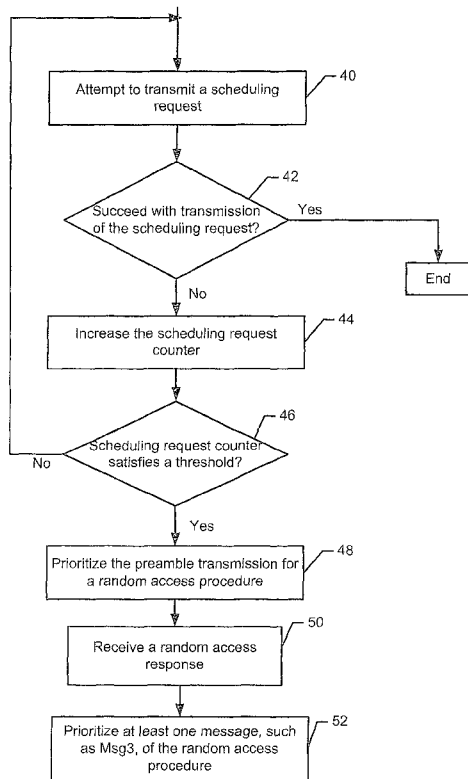 Attempt to transmit a scheduling
request
40
42
Succeed with transmission
of the scheduling request?
Yes
End
No
44
Increase the scheduling request
counter
46
Scheduling request counter
satisfies a threshold?
No
Yes
48
Prioritize the preamble transmission for
a random access procedure
50
Receive a random access
response
52
Prioritize at least one message, such
as Msg3, of the random access
procedure